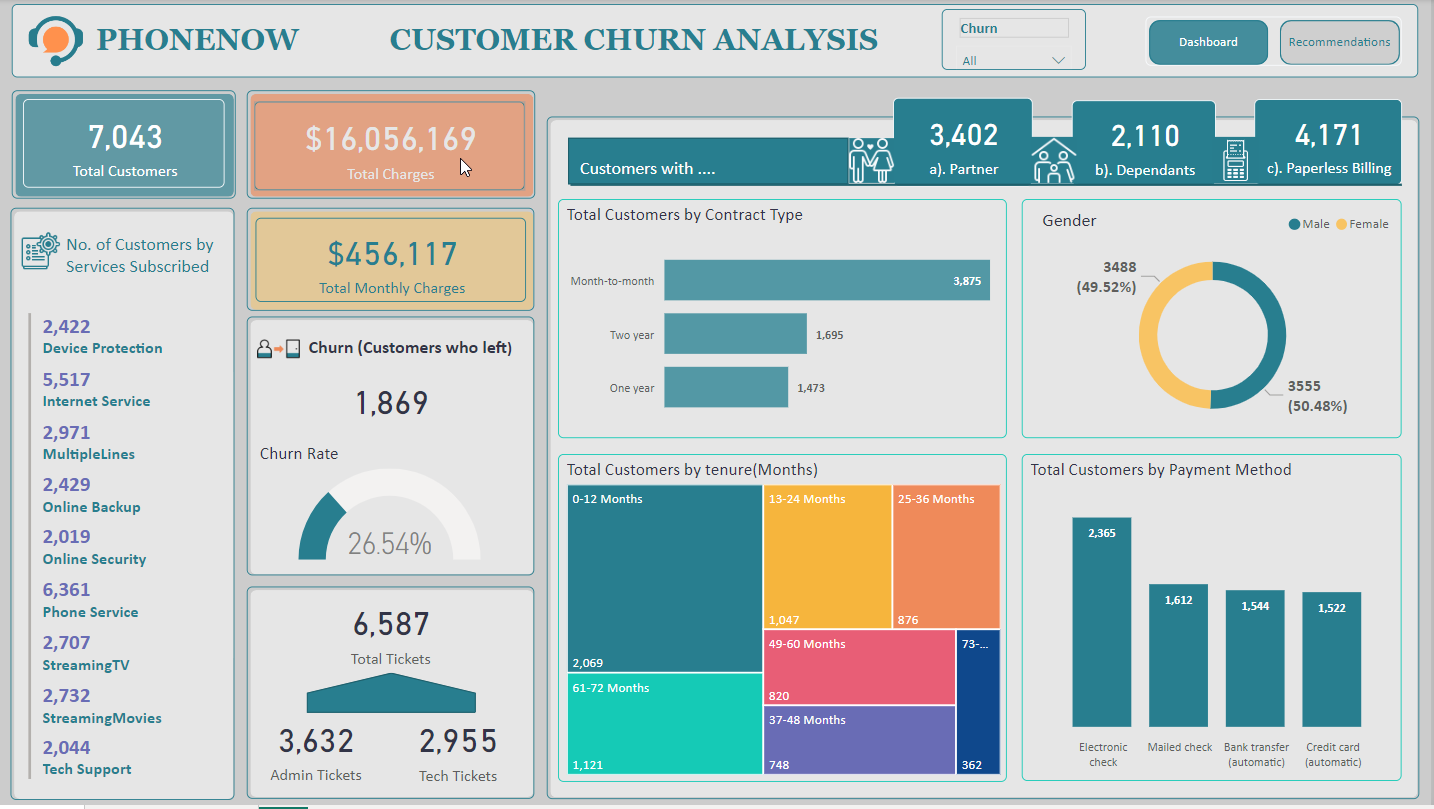 PHONENOW
CUSTOMER CHURN ANALYSIS
Churn
All
Dashboard
Recommendations
7,043
Total Customers
$16,056,169
Total Charges
$456,117
Total Monthly Charges
No. of Customers by
Services Subscribed
2,422
Device Protection
5,517
Internet Service
2,971
MultipleLines
2,429
Online Backup
2,019
Online Security
6,361
Phone Service
2,707
StreamingTV
2,732
StreamingMovies
2,044
Tech Support
Churn (Customers who left)
1,869
Churn Rate
26.54%
6,587
Total Tickets
3,632
Admin Tickets
2,955
Tech Tickets
Customers with ....
3,402
a). Partner
2,110
b). Dependants
4,171
c). Paperless Billing
Total Customers by Contract Type
Month-to-month
3,875
Two year
1,695
One year
1,473
Gender
Male
Female
3488
(49.52%)
3555
(50.48%)
Total Customers by tenure(Months)
0-12 Months
2,069
61-72 Months
1,121
13-24 Months
1,047
25-36 Months
876
49-60 Months
820
37-48 Months
748
73-...
362
Total Customers by Payment Method
2,365
1,612
1,544
1,522
Electronic
check
Mailed check
Bank transfer
(automatic)
Credit card
(automatic)